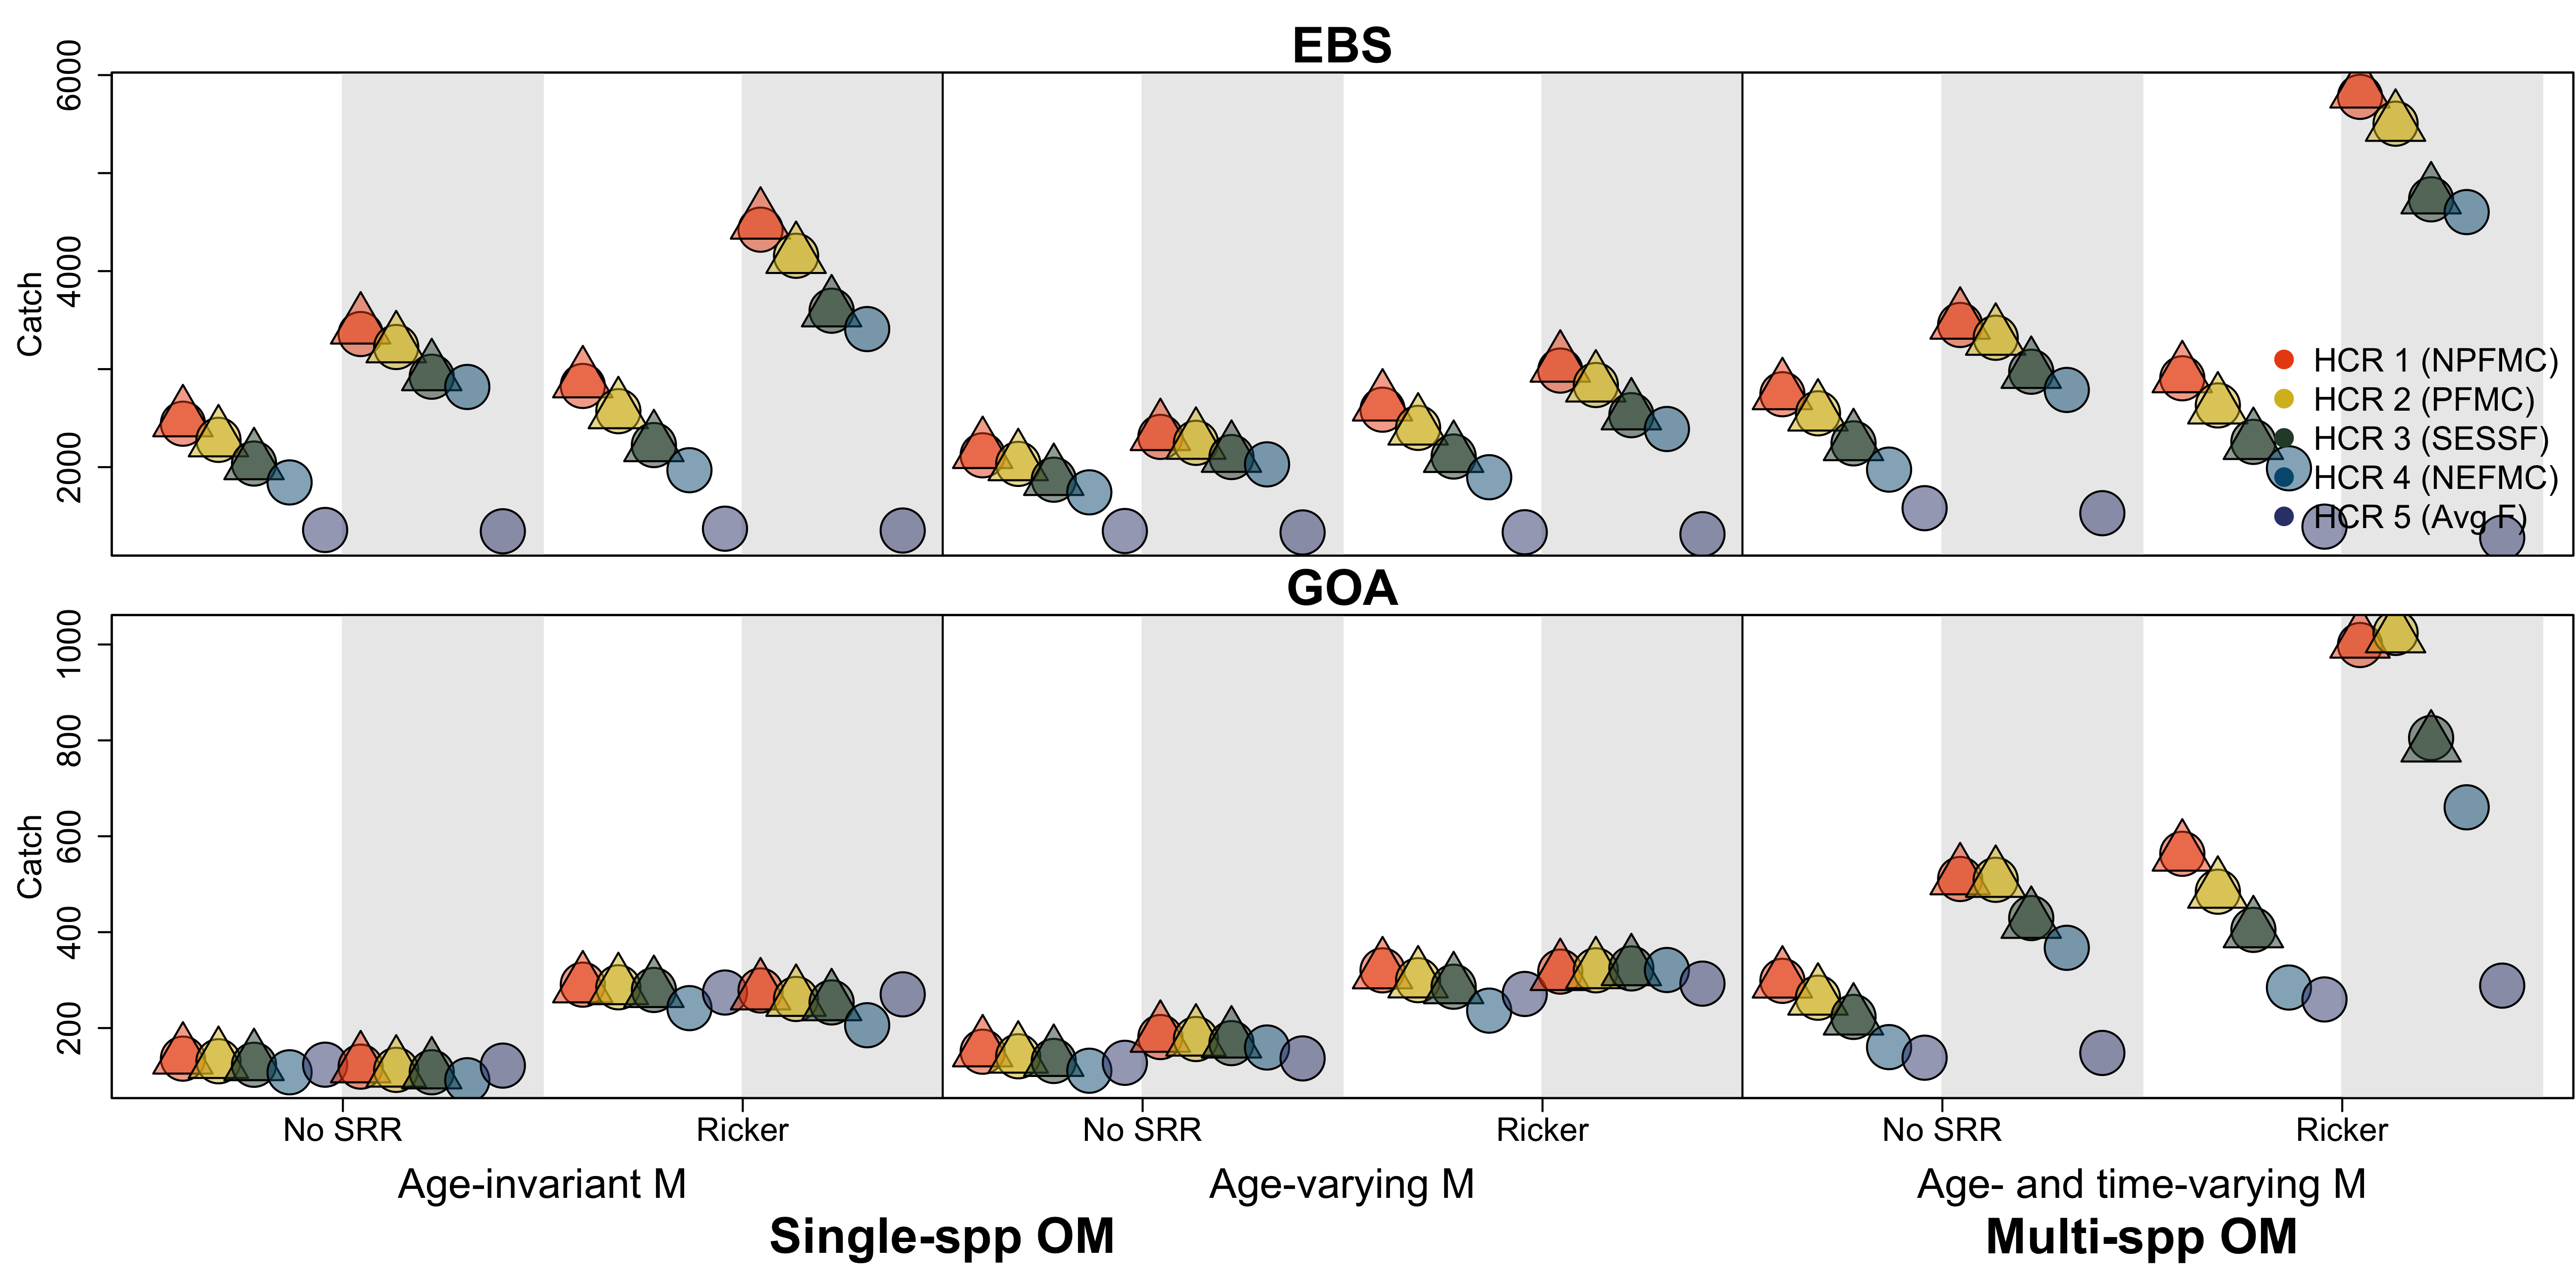 EBS
Catch
6000
4000
2000
HCR 1 (NPFMC)
HCR 2 (PFMC)
HCR 3 (SESSF)
HCR 4 (NEFMC)
HCR 5 (Avg F)
GOA
Catch
1000
800
600
400
200
No SRR Ricker No SRR Ricker No SRR Ricker
Age-invariant M Age-varying M Age- and time-varying M
Single-spp OM Multi-spp OM